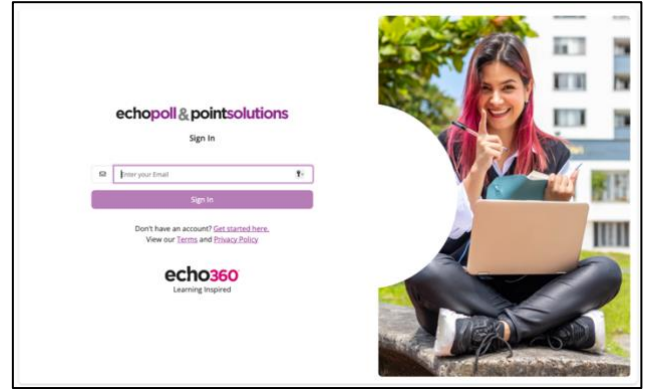 echopoll & pointsolutions
Sign In
Enter your Email
Sign In
Don't have an account? Get started here.
View our Terms and Privacy Policy
echo360
Learning Inspired